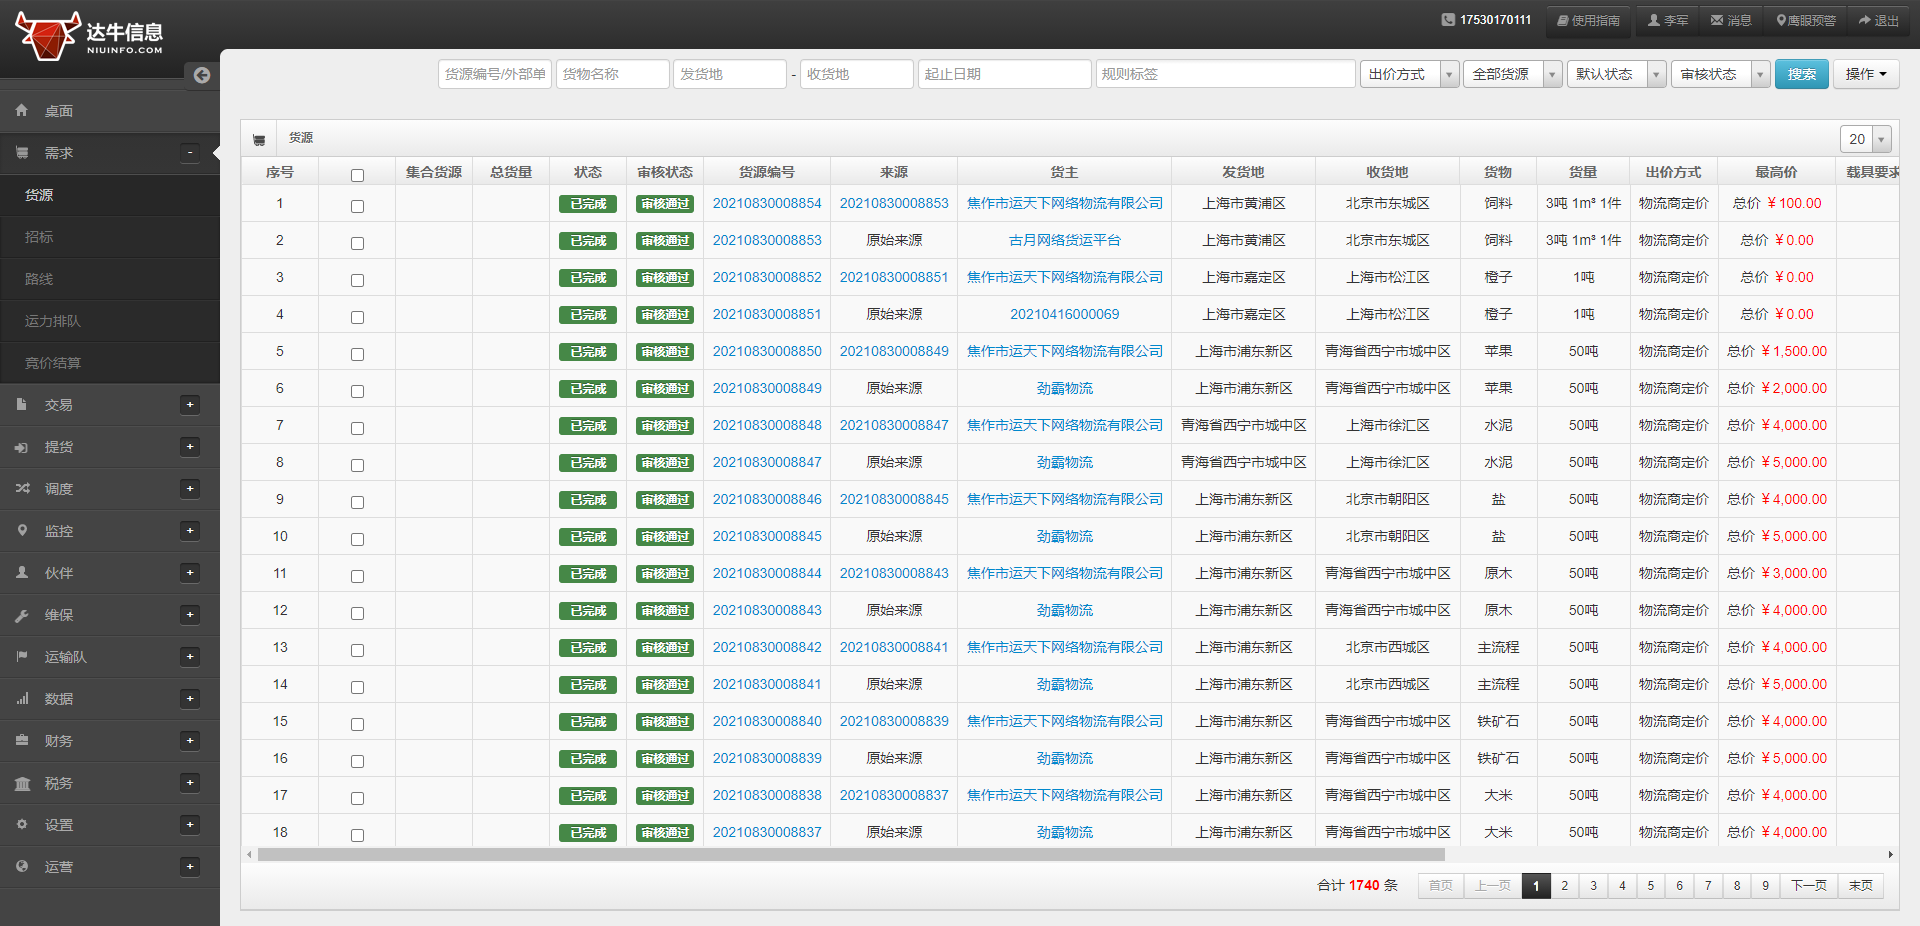 达牛信息
NIUINFO.COM
17530170111 使用指南 李军 消息 鹰眼预警 退出
货源编号/外部单 货物名称 发货地 - 收货地 起止日期 规则标签 出价方式 全部货源 默认状态 审核状态 搜索 操作
桌面
需求 -
货源
招标
路线
运力排队
竞价结算
交易 +
提货 +
调度 +
监控 +
伙伴 +
维保 +
运输队 +
数据 +
财务 +
税务 +
设置 +
运营 +
货源 20
序号 集合货源 总货量 状态 审核状态 货源编号 来源 货主 发货地 收货地 货物 货量 出价方式 最高价 载具要求
1 已完成 审核通过 20210830008854 20210830008853 焦作市运天下网络物流有限公司 上海市黄浦区 北京市东城区 饲料 3吨 1m³ 1件 物流商定价 总价 ¥100.00
2 已完成 审核通过 20210830008853 原始来源 古月网络货运平台 上海市黄浦区 北京市东城区 饲料 3吨 1m³ 1件 物流商定价 总价 ¥0.00
3 已完成 审核通过 20210830008852 20210830008851 焦作市运天下网络物流有限公司 上海市嘉定区 上海市松江区 橙子 1吨 物流商定价 总价 ¥0.00
4 已完成 审核通过 20210830008851 原始来源 20210416000069 上海市嘉定区 上海市松江区 橙子 1吨 物流商定价 总价 ¥0.00
5 已完成 审核通过 20210830008850 20210830008849 焦作市运天下网络物流有限公司 上海市浦东新区 青海省西宁市城中区 苹果 50吨 物流商定价 总价 ¥1,500.00
6 已完成 审核通过 20210830008849 原始来源 劲霸物流 上海市浦东新区 青海省西宁市城中区 苹果 50吨 物流商定价 总价 ¥2,000.00
7 已完成 审核通过 20210830008848 20210830008847 焦作市运天下网络物流有限公司 青海省西宁市城中区 上海市徐汇区 水泥 50吨 物流商定价 总价 ¥4,000.00
8 已完成 审核通过 20210830008847 原始来源 劲霸物流 青海省西宁市城中区 上海市徐汇区 水泥 50吨 物流商定价 总价 ¥5,000.00
9 已完成 审核通过 20210830008846 20210830008845 焦作市运天下网络物流有限公司 上海市浦东新区 北京市朝阳区 盐 50吨 物流商定价 总价 ¥4,000.00
10 已完成 审核通过 20210830008845 原始来源 劲霸物流 上海市浦东新区 北京市朝阳区 盐 50吨 物流商定价 总价 ¥5,000.00
11 已完成 审核通过 20210830008844 20210830008843 焦作市运天下网络物流有限公司 上海市浦东新区 青海省西宁市城中区 原木 50吨 物流商定价 总价 ¥3,000.00
12 已完成 审核通过 20210830008843 原始来源 劲霸物流 上海市浦东新区 青海省西宁市城中区 原木 50吨 物流商定价 总价 ¥4,000.00
13 已完成 审核通过 20210830008842 20210830008841 焦作市运天下网络物流有限公司 上海市浦东新区 北京市西城区 主流程 50吨 物流商定价 总价 ¥4,000.00
14 已完成 审核通过 20210830008841 原始来源 劲霸物流 上海市浦东新区 北京市西城区 主流程 50吨 物流商定价 总价 ¥5,000.00
15 已完成 审核通过 20210830008840 20210830008839 焦作市运天下网络物流有限公司 上海市浦东新区 青海省西宁市城中区 铁矿石 50吨 物流商定价 总价 ¥4,000.00
16 已完成 审核通过 20210830008839 原始来源 劲霸物流 上海市浦东新区 青海省西宁市城中区 铁矿石 50吨 物流商定价 总价 ¥5,000.00
17 已完成 审核通过 20210830008838 20210830008837 焦作市运天下网络物流有限公司 上海市浦东新区 青海省西宁市城中区 大米 50吨 物流商定价 总价 ¥4,000.00
18 已完成 审核通过 20210830008837 原始来源 劲霸物流 上海市浦东新区 青海省西宁市城中区 大米 50吨 物流商定价 总价 ¥4,000.00
合计 1740 条 首页 上一页 1 2 3 4 5 6 7 8 9 下一页 末页